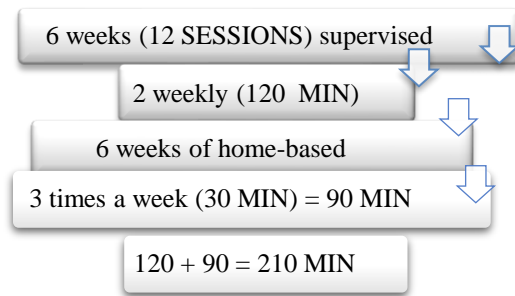 6 weeks (12 SESSIONS) supervised
2 weekly (120 MIN)
6 weeks of home-based
3 times a week (30 MIN) = 90 MIN
120 + 90 = 210 MIN